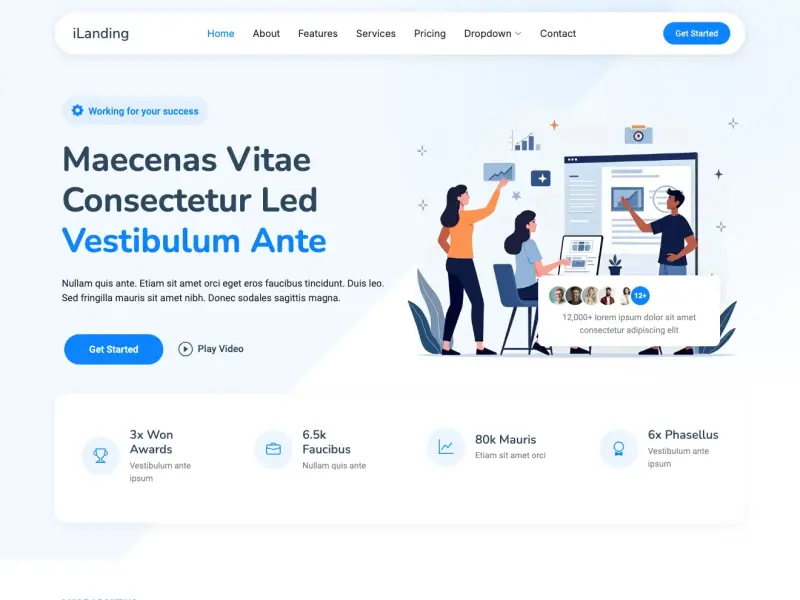 iLanding
Home About Features Services Pricing Dropdown Contact
Get Started
Working for your success
Maecenas Vitae
Consectetur Led
Vestibulum Ante
Nullam quis ante. Etiam sit amet orci eget eros faucibus tincidunt. Duis leo.
Sed fringilla mauris sit amet nibh. Donec sodales sagittis magna.
Get Started
Play Video
12+
12,000+ lorem ipsum dolor sit amet
consectetur adipiscing elit
3x Won
Awards
Vestibulum ante
ipsum
6.5k
Faucibus
Nullam quis ante
80k Mauris
Etiam sit amet orci
6x Phasellus
Vestibulum ante
ipsum